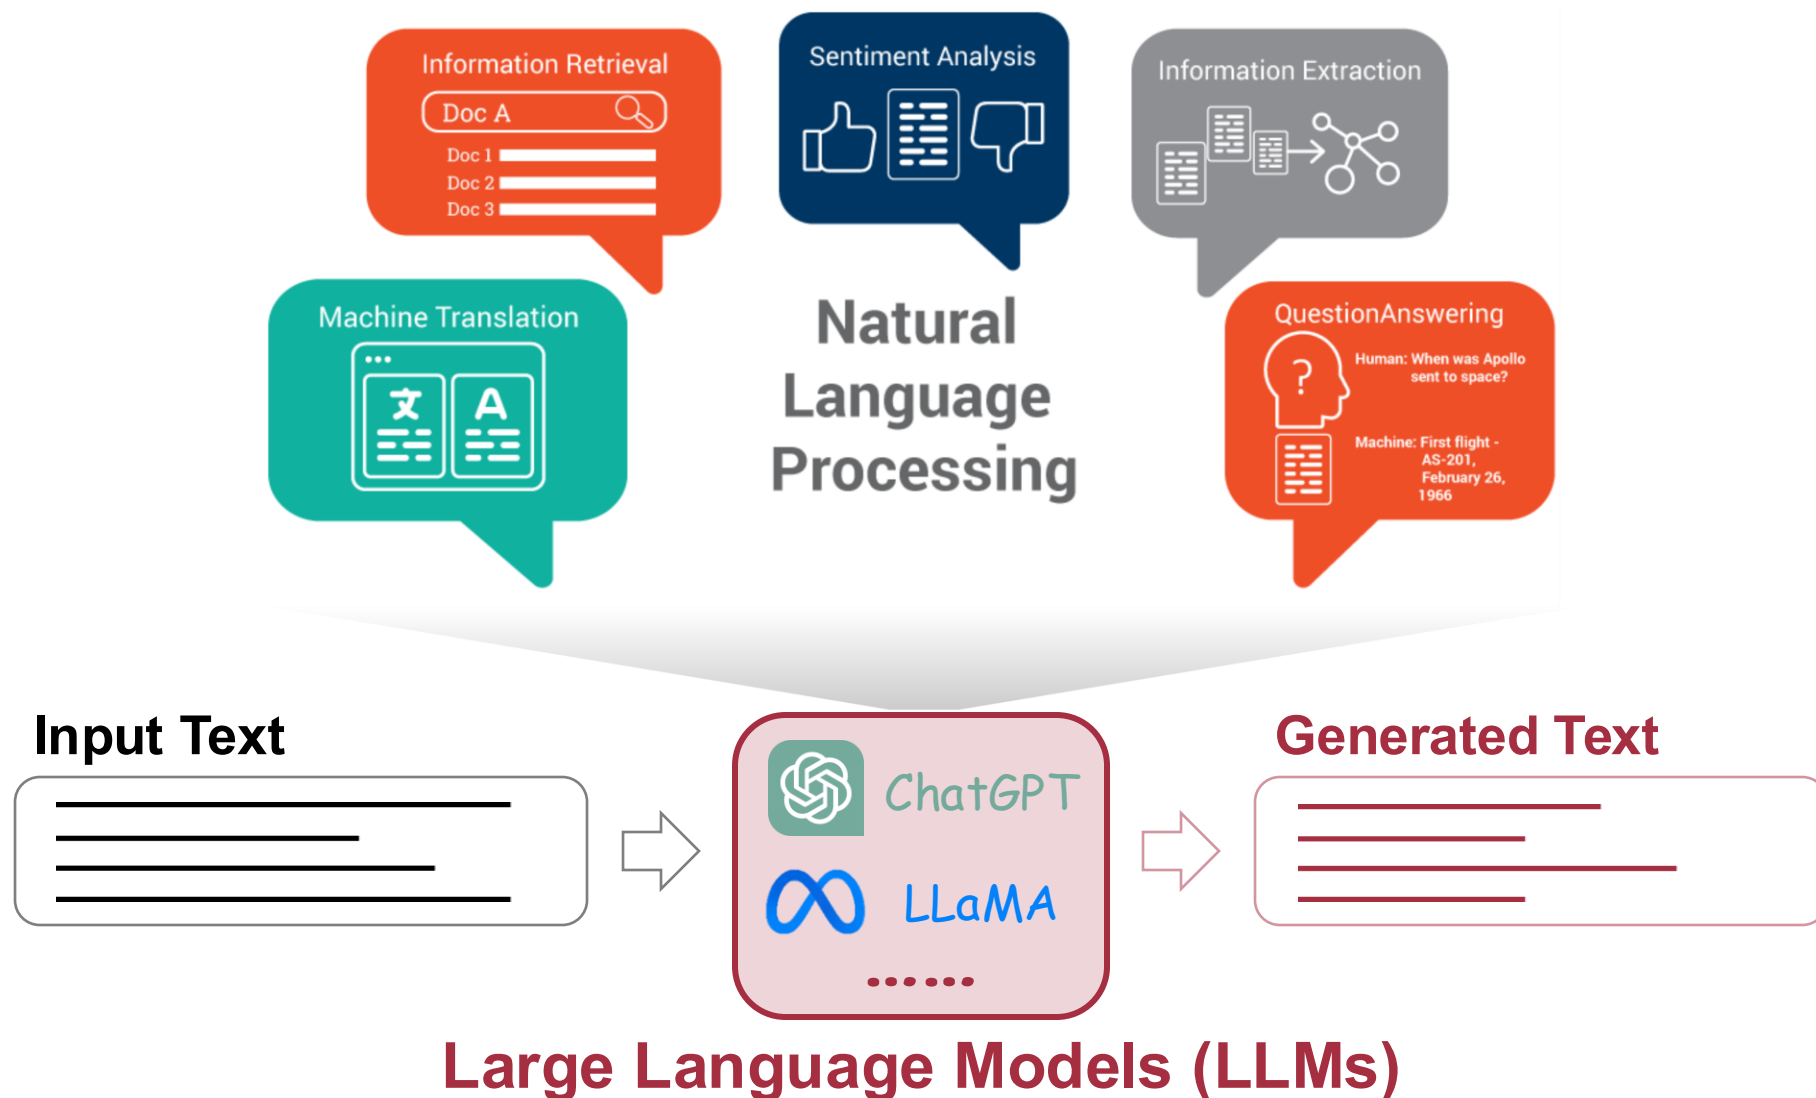 Information Retrieval
Doc A
Doc 1
Doc 2
Doc 3
Sentiment Analysis
Information Extraction
Machine Translation
文 A
Natural
Language
Processing
QuestionAnswering
?
Human: When was Apollo
sent to space?
Machine: First flight -
AS-201,
February 26,
1966
Input Text
ChatGPT
LLaMA
......
Generated Text
Large Language Models (LLMs)